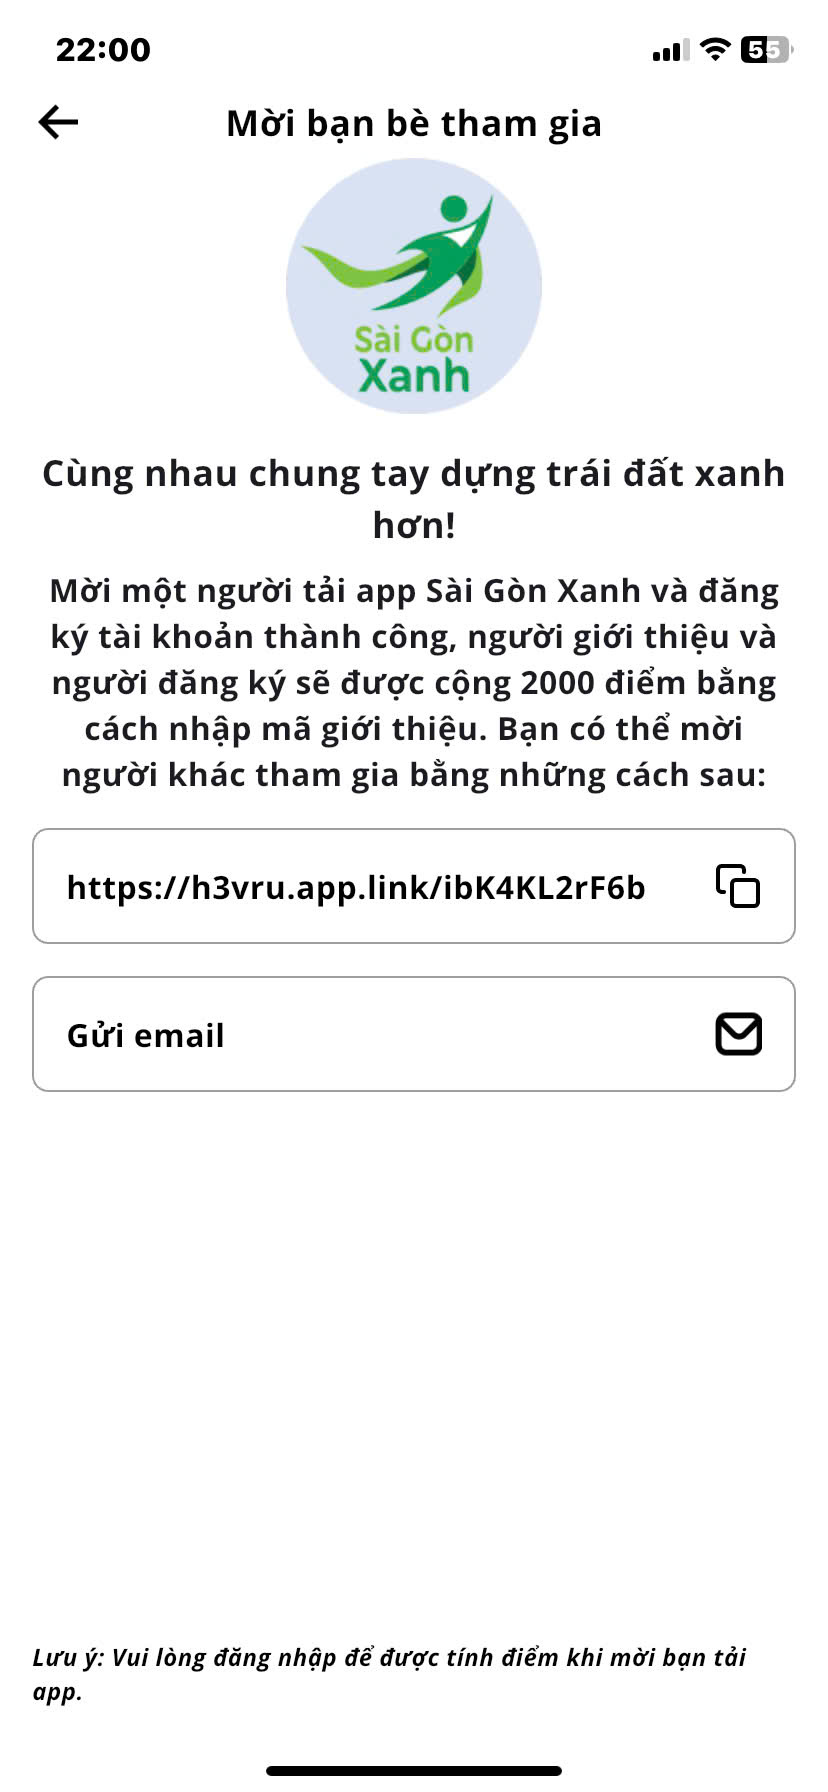 22:00
55
Mời bạn bè tham gia
Sài Gòn
Xanh
Cùng nhau chung tay dựng trái đất xanh
hơn!
Mời một người tải app Sài Gòn Xanh và đăng
ký tài khoản thành công, người giới thiệu và
người đăng ký sẽ được cộng 2000 điểm bằng
cách nhập mã giới thiệu. Bạn có thể mời
người khác tham gia bằng những cách sau:
https://h3vru.app.link/ibK4KL2rF6b
Gửi email
Lưu ý: Vui lòng đăng nhập để được tính điểm khi mời bạn tải
app.